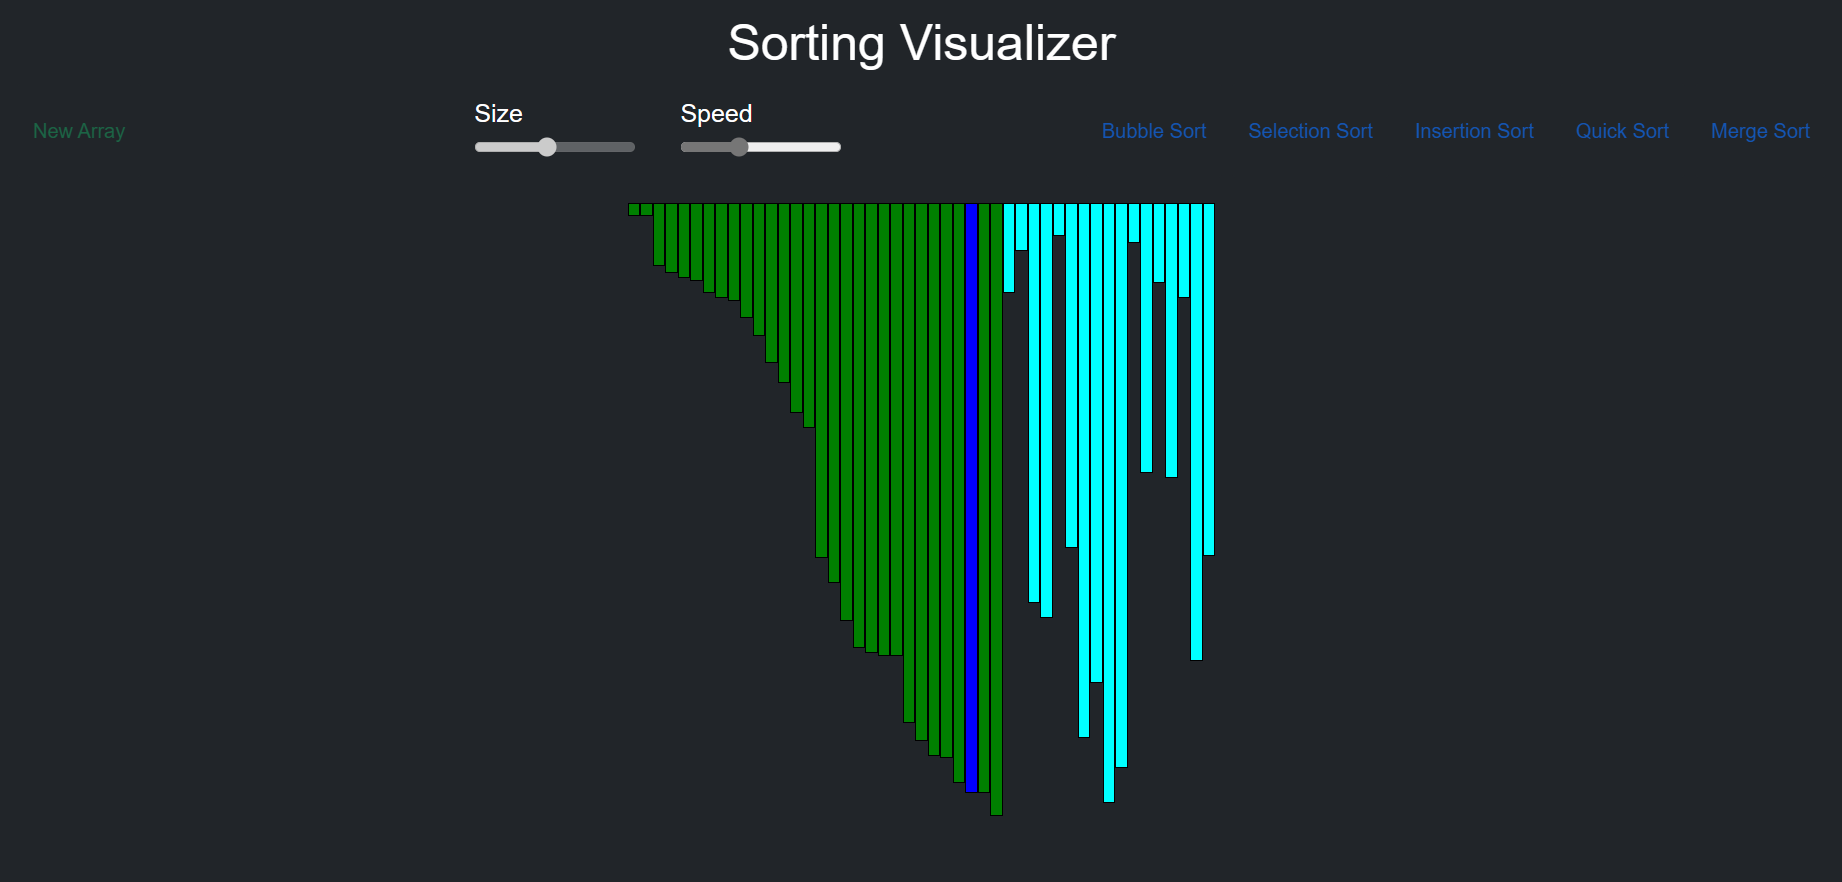 Sorting Visualizer
New Array
Size
Speed
Bubble Sort
Selection Sort
Insertion Sort
Quick Sort
Merge Sort